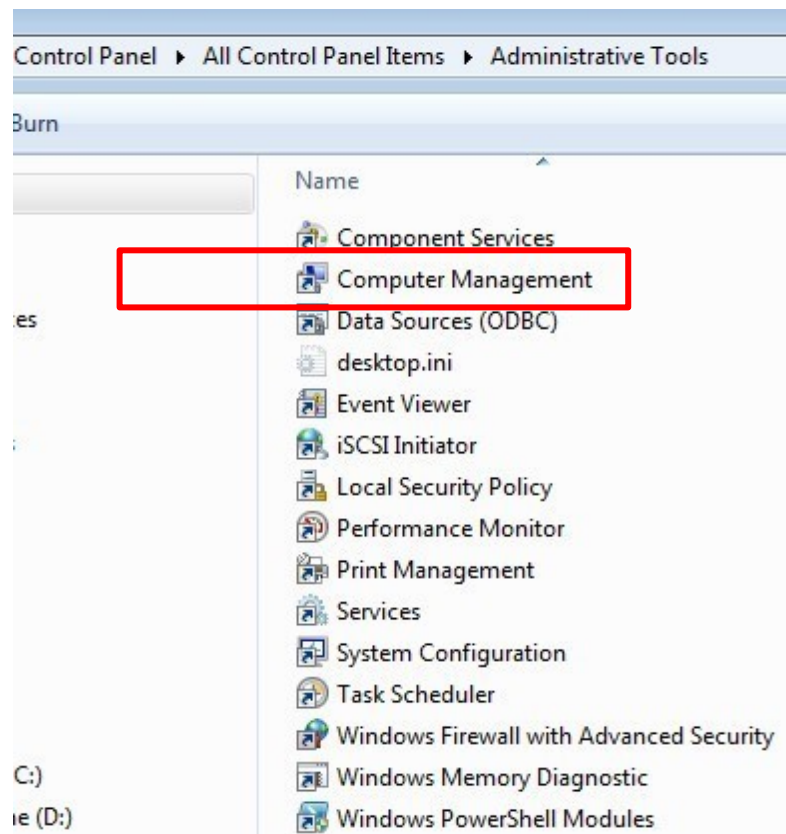 Control Panel ▸ All Control Panel Items ▸ Administrative Tools
Burn
Name
Component Services
Computer Management
es
Data Sources (ODBC)
desktop.ini
Event Viewer
iSCSI Initiator
Local Security Policy
Performance Monitor
Print Management
Services
System Configuration
Task Scheduler
Windows Firewall with Advanced Security
C:)
Windows Memory Diagnostic
e (D:)
Windows PowerShell Modules